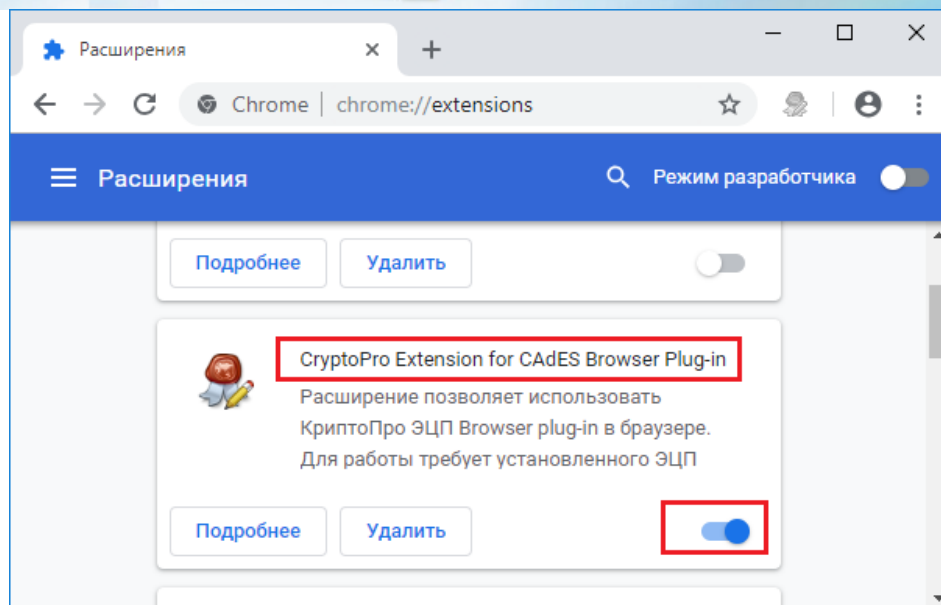 Расширения
Chrome | chrome://extensions
Расширения
Режим разработчика
Подробнее
Удалить
CryptoPro Extension for CAdES Browser Plug-in
Расширение позволяет использовать
КриптоПро ЭЦП Browser plug-in в браузере.
Для работы требует установленного ЭЦП
Подробнее
Удалить